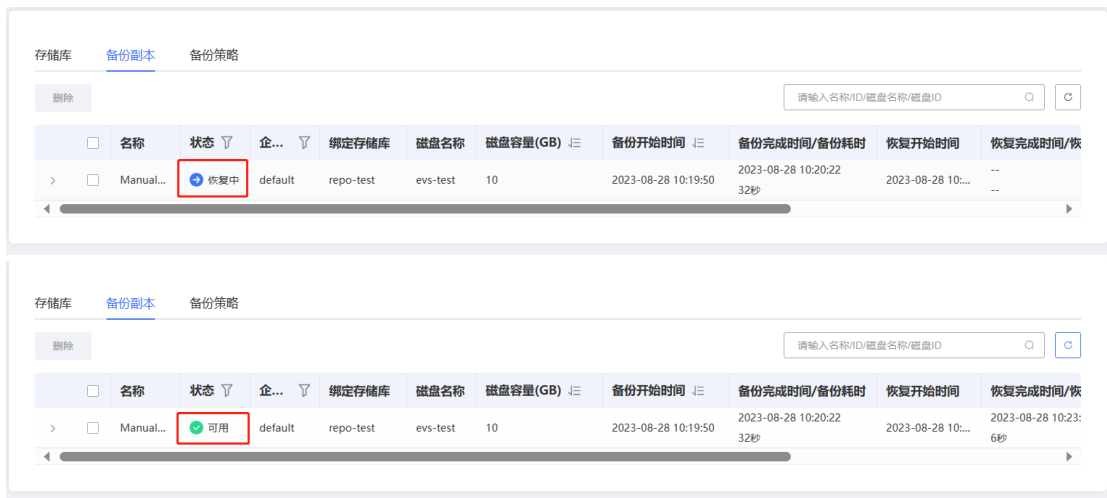 存储库 备份副本 备份策略
删除 请输入名称/ID/磁盘名称/磁盘ID
名称 状态 企... 绑定存储库 磁盘名称 磁盘容量(GB) 备份开始时间 备份完成时间/备份耗时 恢复开始时间 恢复完成时间/恢
Manual... 恢复中 default repo-test evs-test 10 2023-08-28 10:19:50 2023-08-28 10:20:22 2023-08-28 10:... --
32秒 --
存储库 备份副本 备份策略
删除 请输入名称/ID/磁盘名称/磁盘ID
名称 状态 企... 绑定存储库 磁盘名称 磁盘容量(GB) 备份开始时间 备份完成时间/备份耗时 恢复开始时间 恢复完成时间/恢
Manual... 可用 default repo-test evs-test 10 2023-08-28 10:19:50 2023-08-28 10:20:22 2023-08-28 10:... 2023-08-28 10:23:
32秒 6秒